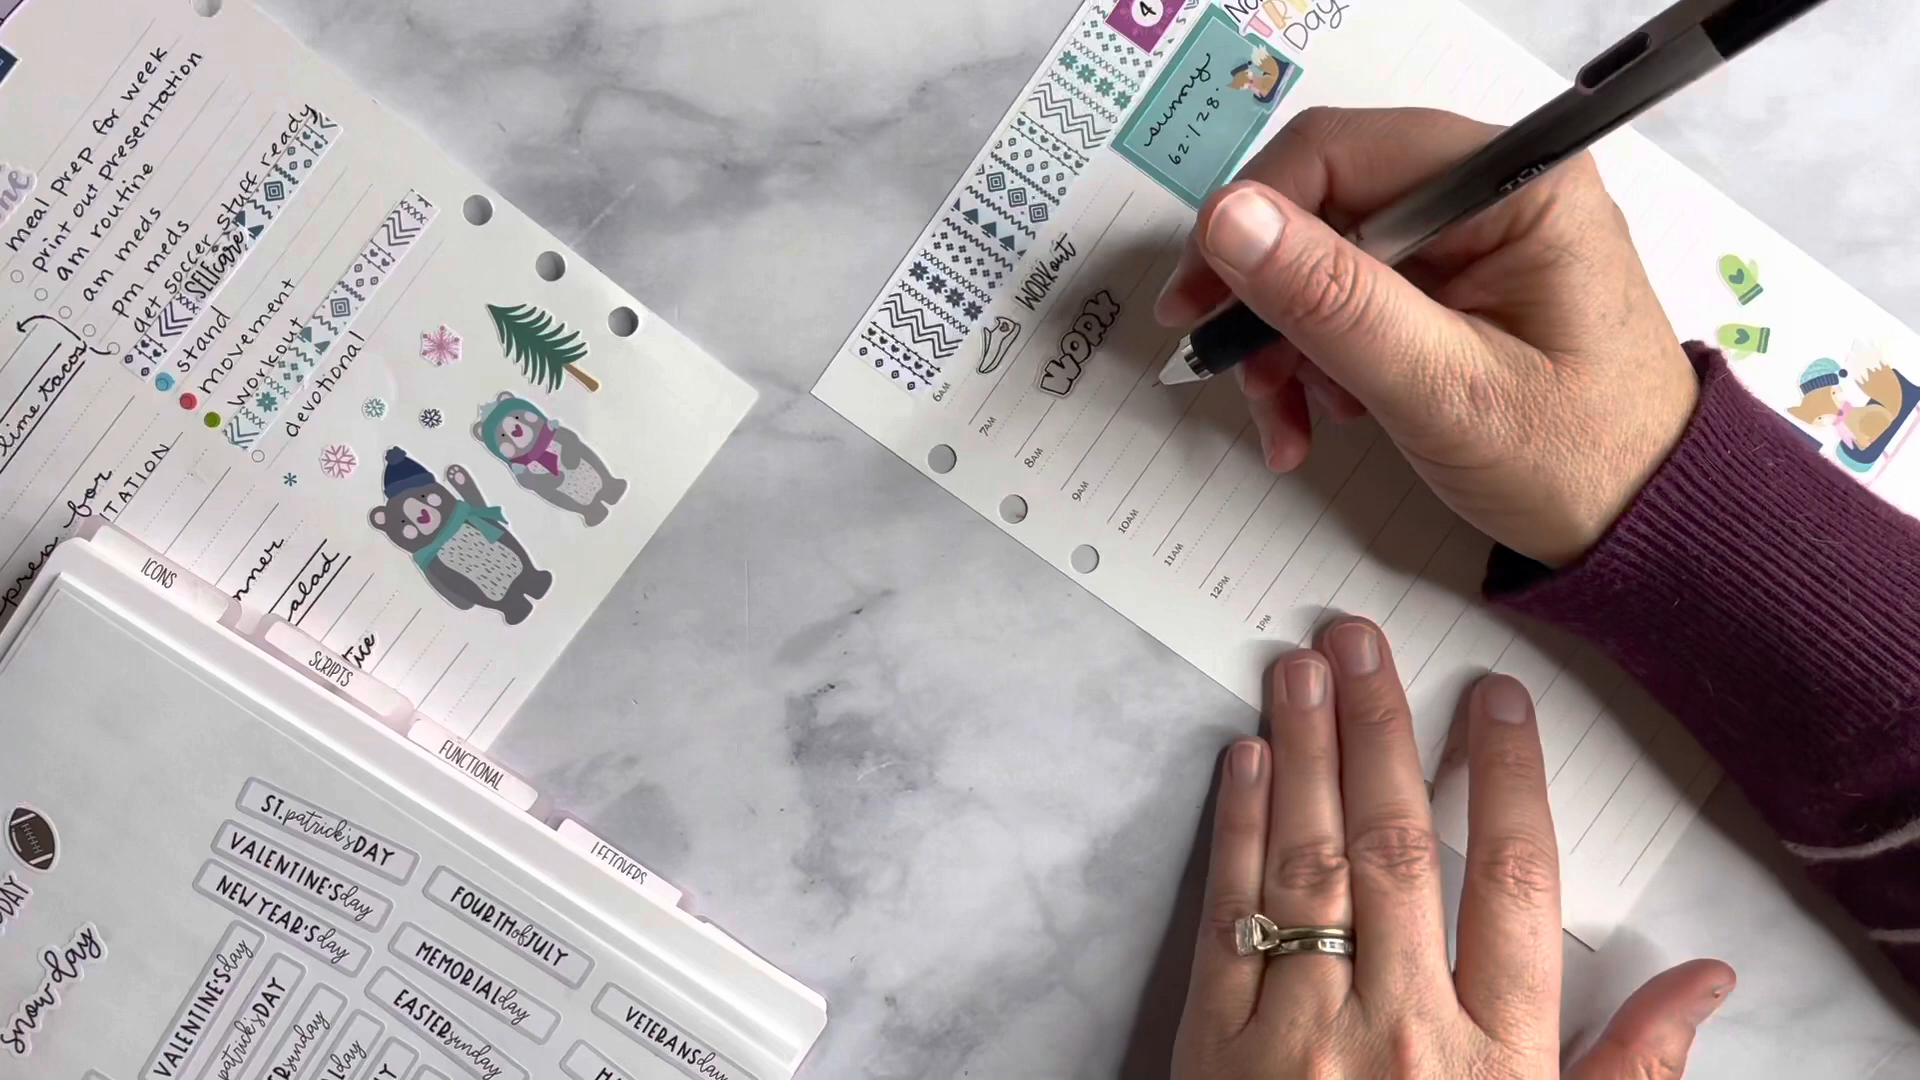 meal prep for week
print out presentation
am routine
am meds
pm meds
get soccer stuff ready
Selfcare
stand
movement
workout
devotional
lime tacos
prep for
salad
ICONS
SCRIPTS
FUNCTIONAL
LEFTOVERS
ST. patrick's DAY
VALENTINE'S day
NEW YEAR'S day
FOURTH of JULY
MEMORIAL day
EASTER sunday
VETERANS day
VALENTINE'S day
patrick's DAY
snow day
4
Day
sunny
62 · | 28 ·
WORKout
WORK
6AM
7AM
8AM
9AM
10AM
11AM
12PM
1PM